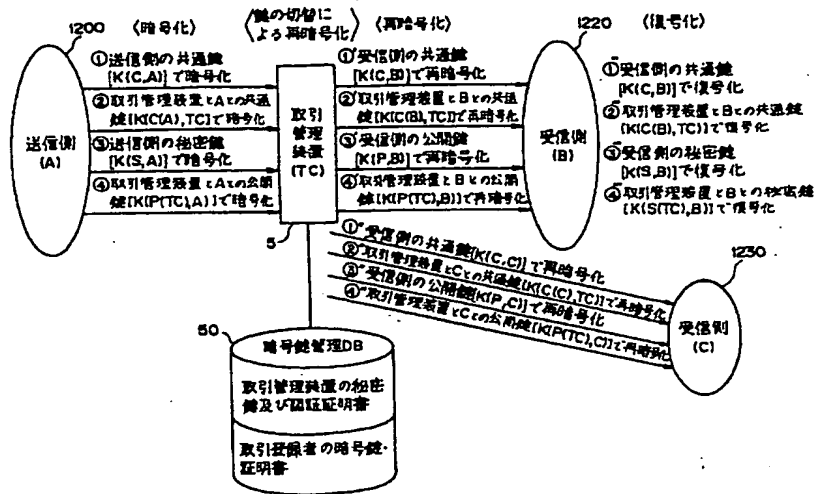 1200
〈暗号化〉
〈鍵の切替に
よる再暗号化〉
〈再暗号化〉
1220
〈復号化〉
送信側
(A)
①送信側の共通鍵
[K(C,A)]で暗号化
②取引管理装置とAとの共通
鍵[K(C(A),TC)]で暗号化
③送信側の秘密鍵
[K(S,A)]で暗号化
④取引管理装置とAとの公開
鍵[K(P(TC),A)]で暗号化
取引
管理
装置
(TC)
5
①'受信側の共通鍵
[K(C,B)]で再暗号化
②'取引管理装置とBとの共通
鍵[K(C(B),TC)]で再暗号化
③'受信側の公開鍵
[K(P,B)]で再暗号化
④'取引管理装置とBとの公開
鍵[K(P(TC),B)]で再暗号化
受信側
(B)
①"受信側の共通鍵
[K(C,B)]で復号化
②"取引管理装置とBとの共通鍵
[K(C(B),TC)]で復号化
③"受信側の秘密鍵
[K(S,B)]で復号化
④"取引管理装置とBとの秘密鍵
[K(S(TC),B)]で復号化
①"受信側の共通鍵[K(C,C)]で再暗号化
②"取引管理装置とCとの共通鍵[K(C(C),TC)]で再暗号化
③"受信側の公開鍵[K(P,C)]で再暗号化
④"取引管理装置とCとの公開鍵[K(P(TC),C)]で再暗号化
1230
受信側
(C)
50
暗号鍵管理DB
取引管理装置の秘密
鍵及び認証証明書
取引登録者の暗号鍵・
証明書